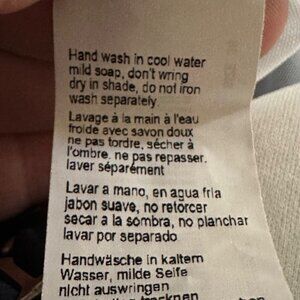 Hand wash in cool water
mild soap, don't wring
dry in shade, do not iron
wash separately
Lavage à la main à l'eau
froide avec savon doux
ne pas tordre, sécher à
l'ombre, ne pas repasser.
laver séparément
Lavar a mano, en agua fria
jabon suave, no retorcer
secar a la sombra, no planchar
lavar por separado
Handwäsche in kaltem
Wasser, milde Seife
nicht auswringen
trocknen